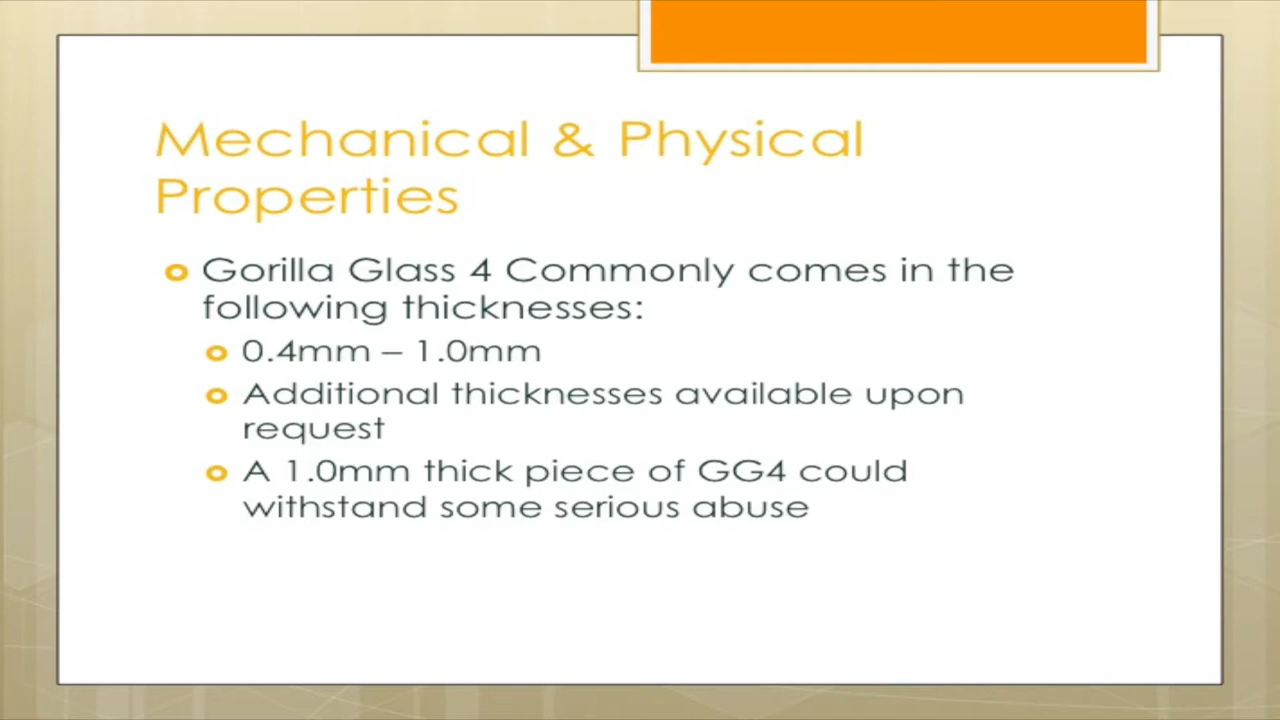 Mechanical & Physical
Properties
Gorilla Glass 4 Commonly comes in the
following thicknesses:
0.4mm – 1.0mm
Additional thicknesses available upon
request
A 1.0mm thick piece of GG4 could
withstand some serious abuse